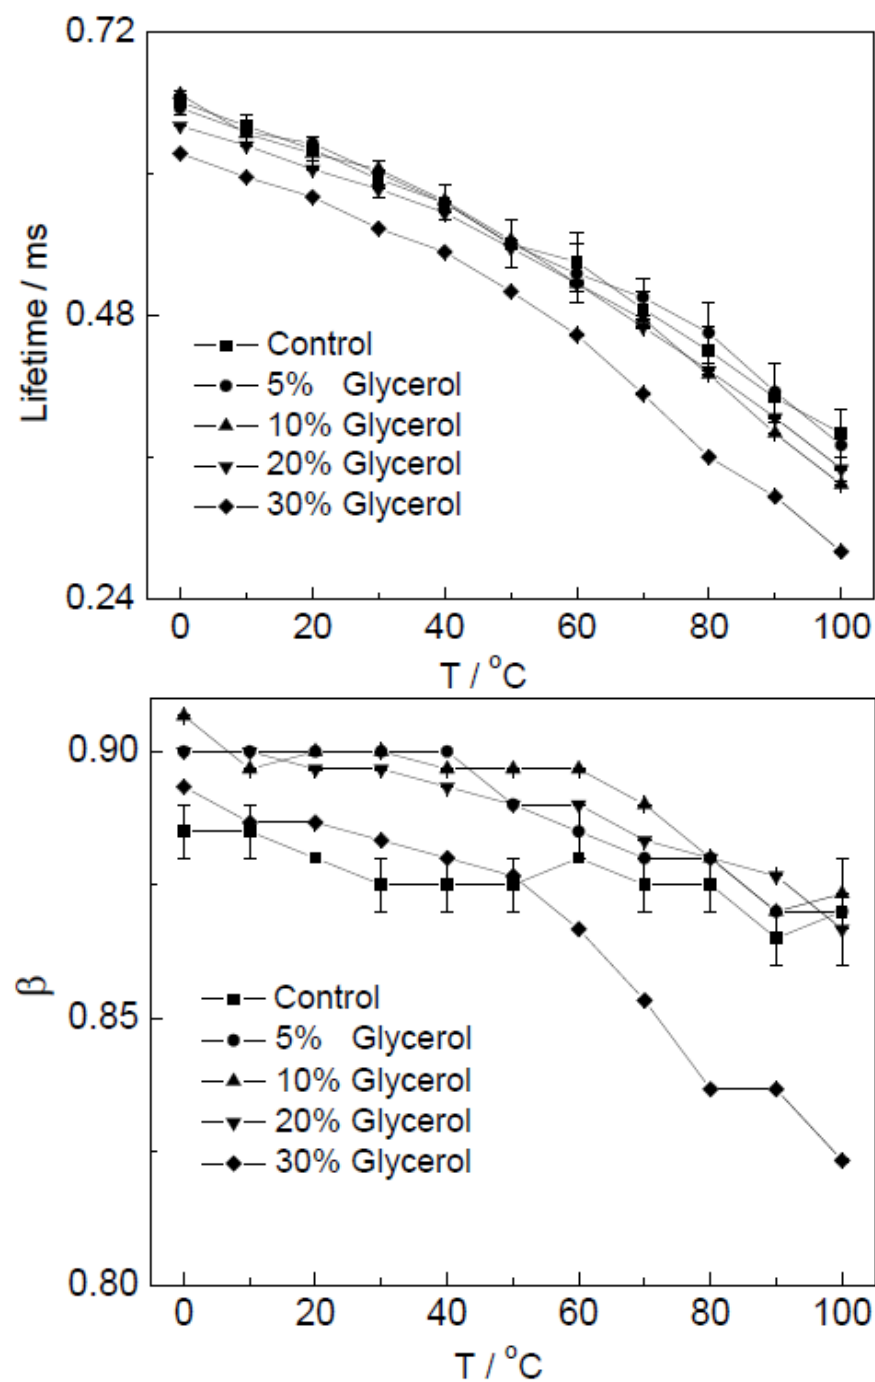 0.72
0.48
0.24
Lifetime / ms
Control
5% Glycerol
10% Glycerol
20% Glycerol
30% Glycerol
0 20 40 60 80 100
T / °C
0.90
0.85
0.80
β
Control
5% Glycerol
10% Glycerol
20% Glycerol
30% Glycerol
0 20 40 60 80 100
T / °C